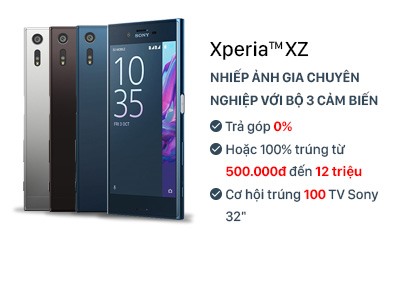 Xperia™ XZ
NHIẾP ẢNH GIA CHUYÊN
NGHIỆP VỚI BỘ 3 CẢM BIẾN
Trả góp 0%
Hoặc 100% trúng từ
500.000đ đến 12 triệu
Cơ hội trúng 100 TV Sony
32"
SONY
10
35